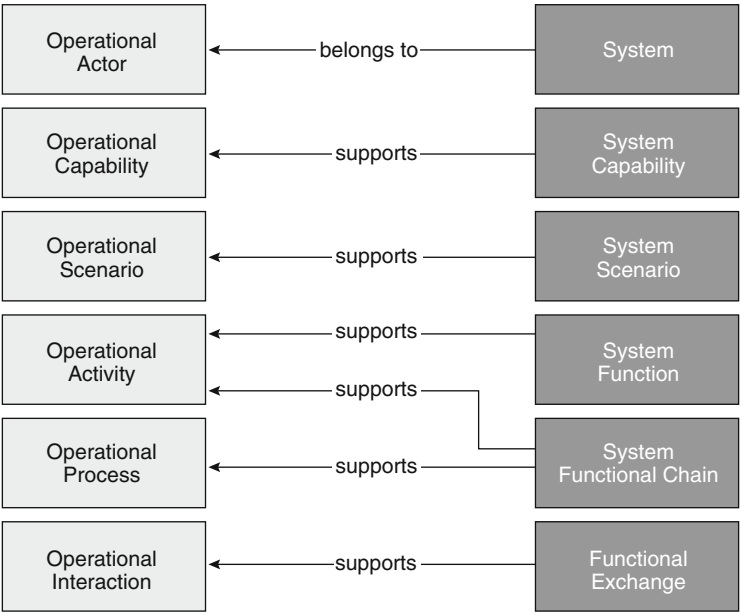 Operational
Actor
belongs to
System
Operational
Capability
supports
System
Capability
Operational
Scenario
supports
System
Scenario
Operational
Activity
supports
supports
System
Function
Operational
Process
supports
System
Functional Chain
Operational
Interaction
supports
Functional
Exchange